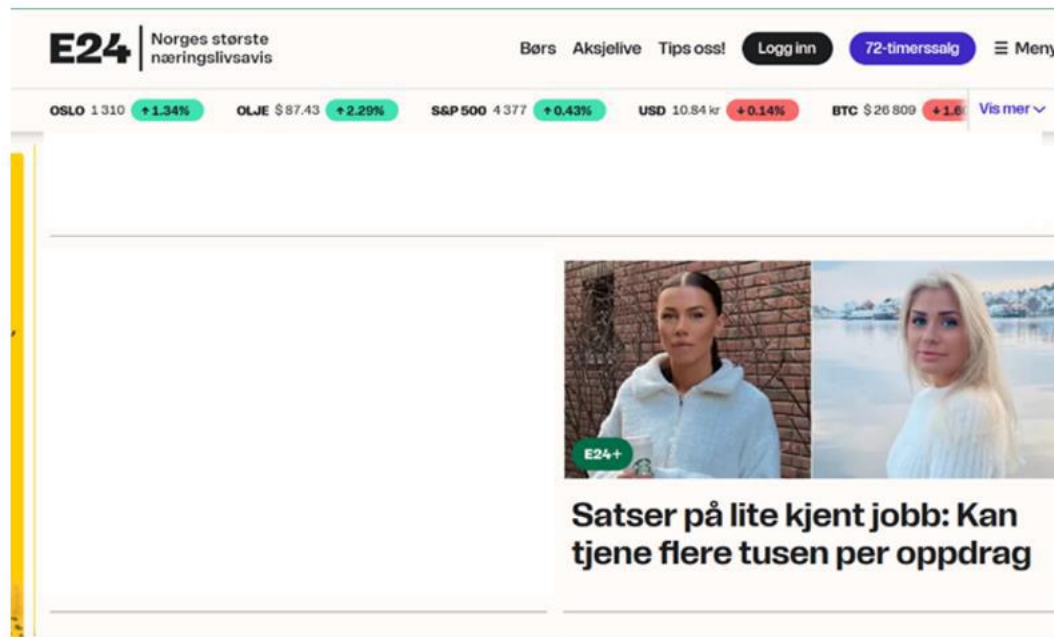 E24 Norges største
næringslivsavis
Børs Aksjelive Tips oss! Logg inn 72-timerssalg Meny
OSLO 1 310 ↑1.34% OLJE $ 87.43 ↑2.29% S&P 500 4 377 ↑0.43% USD 10.84 kr ↓0.14% BTC $ 26 809 ↓1.6 Vis mer
E24+
Satser på lite kjent jobb: Kan
tjene flere tusen per oppdrag